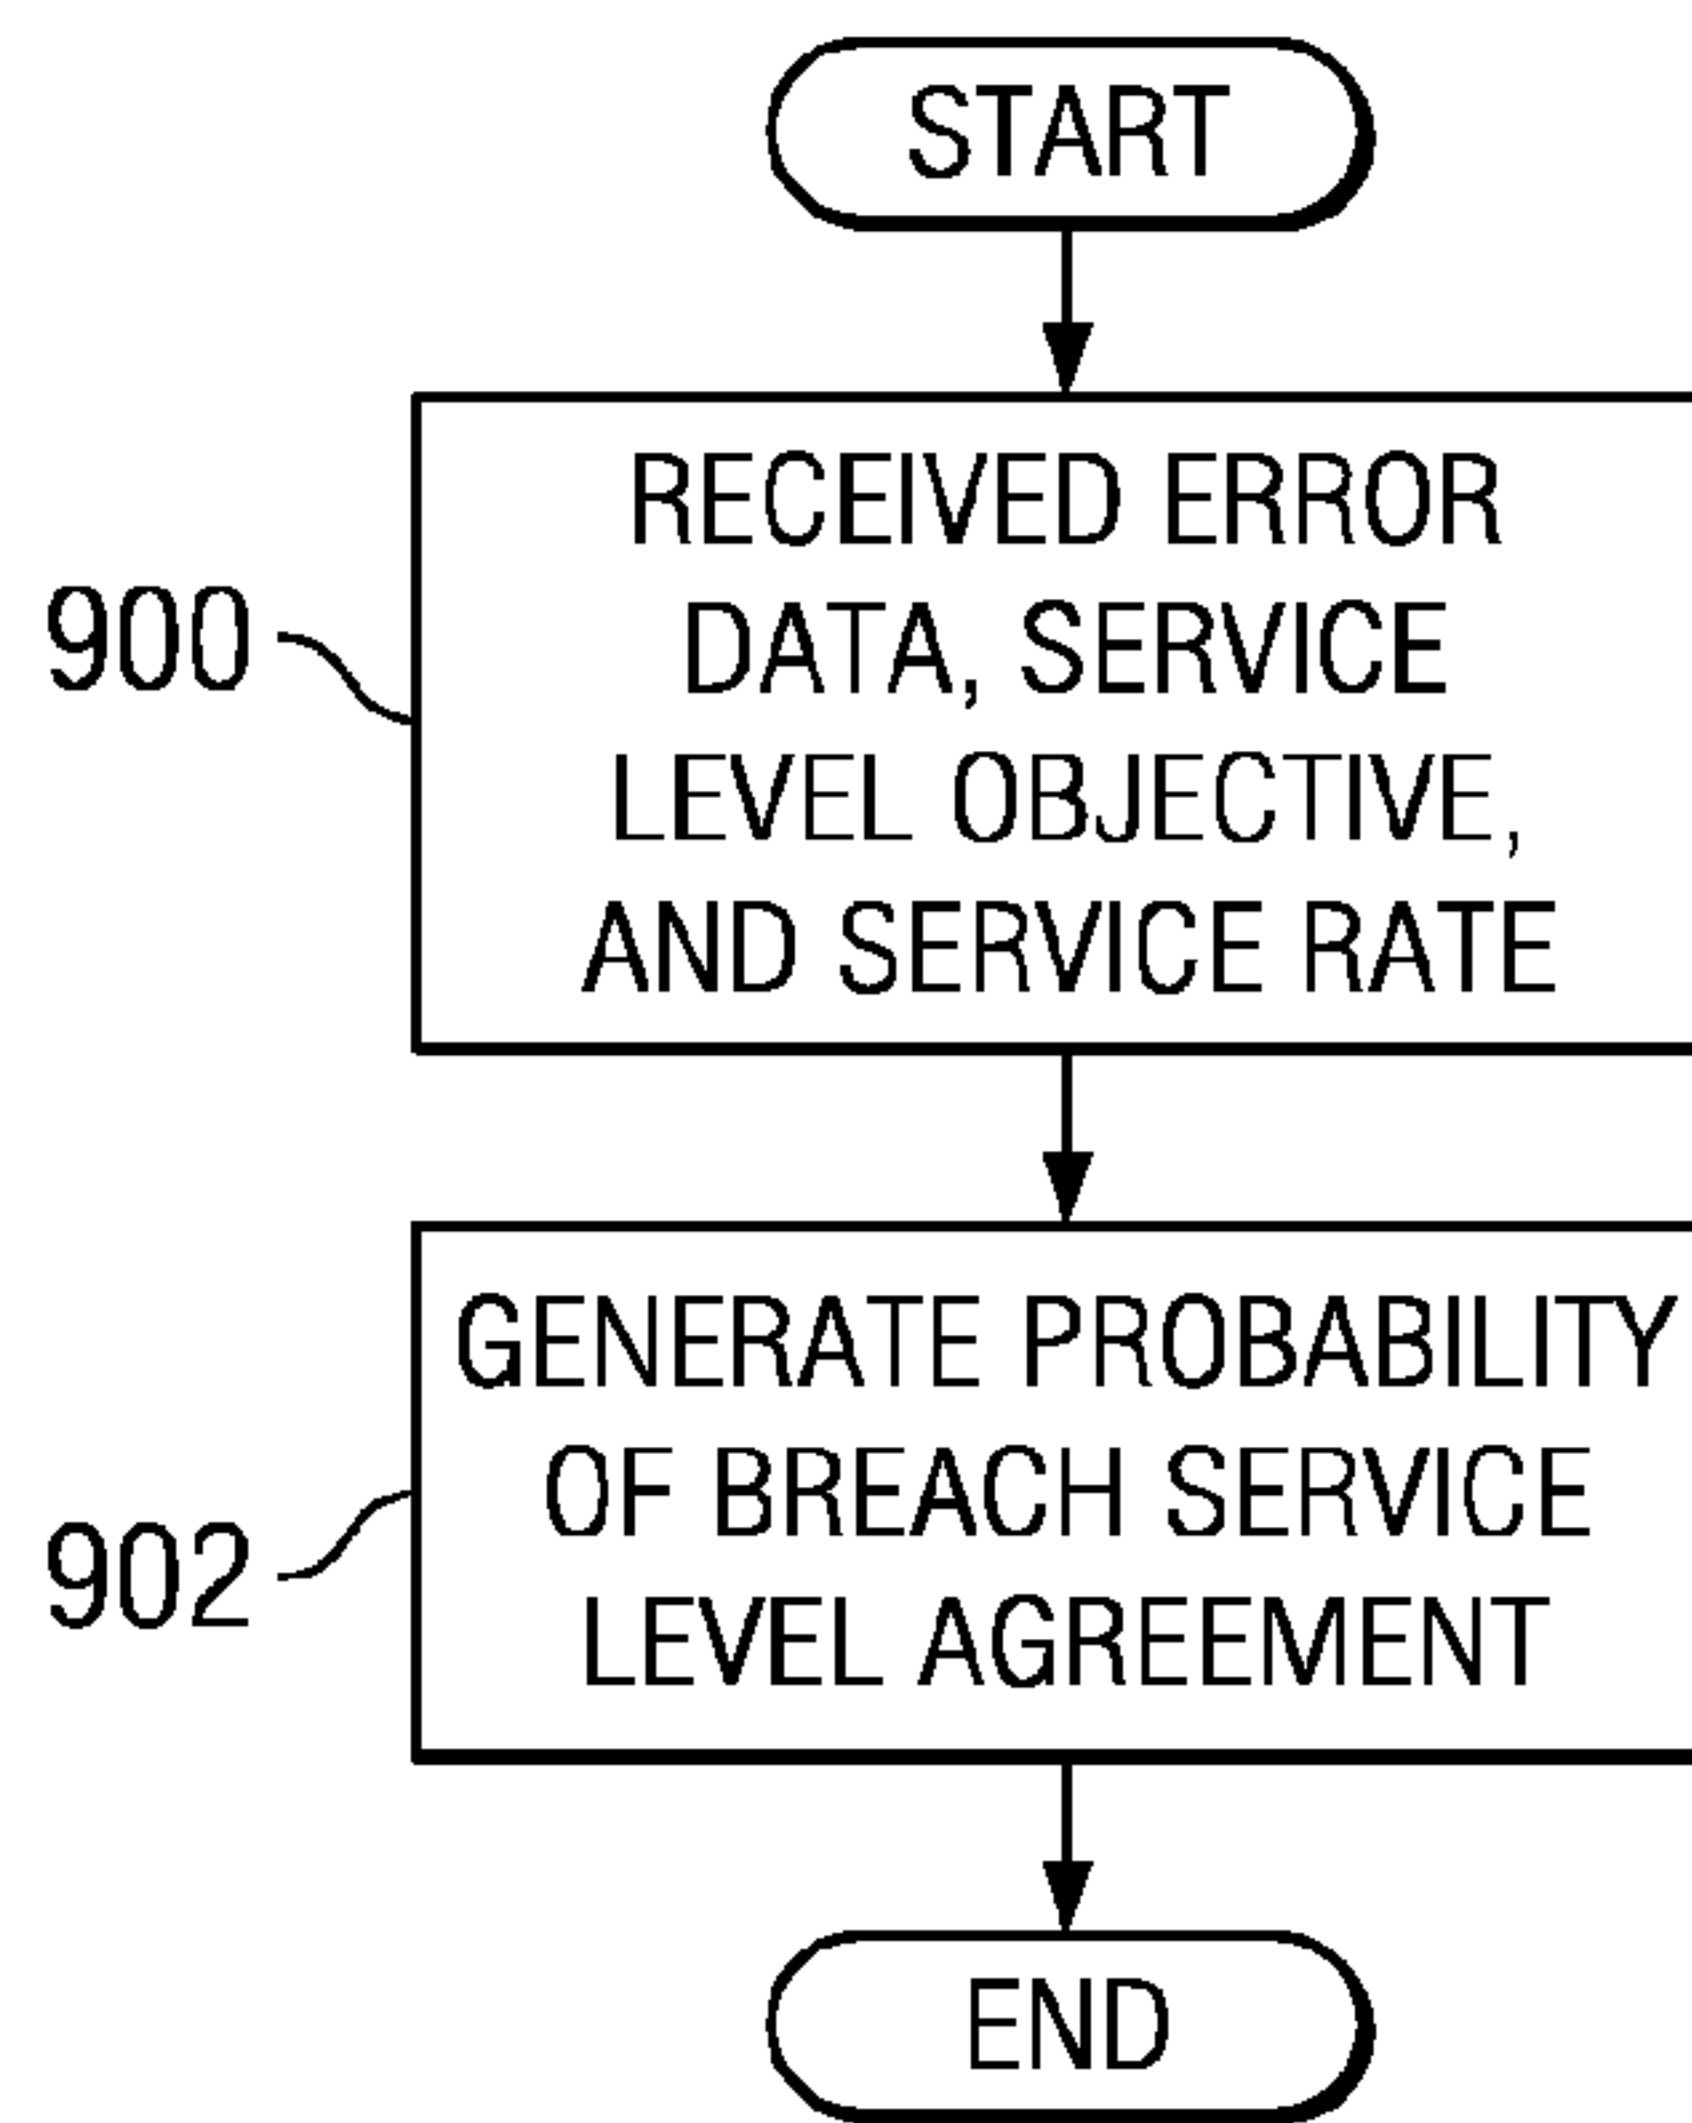 START
RECEIVED ERROR
DATA, SERVICE
LEVEL OBJECTIVE,
AND SERVICE RATE
900
GENERATE PROBABILITY
OF BREACH SERVICE
LEVEL AGREEMENT
902
END